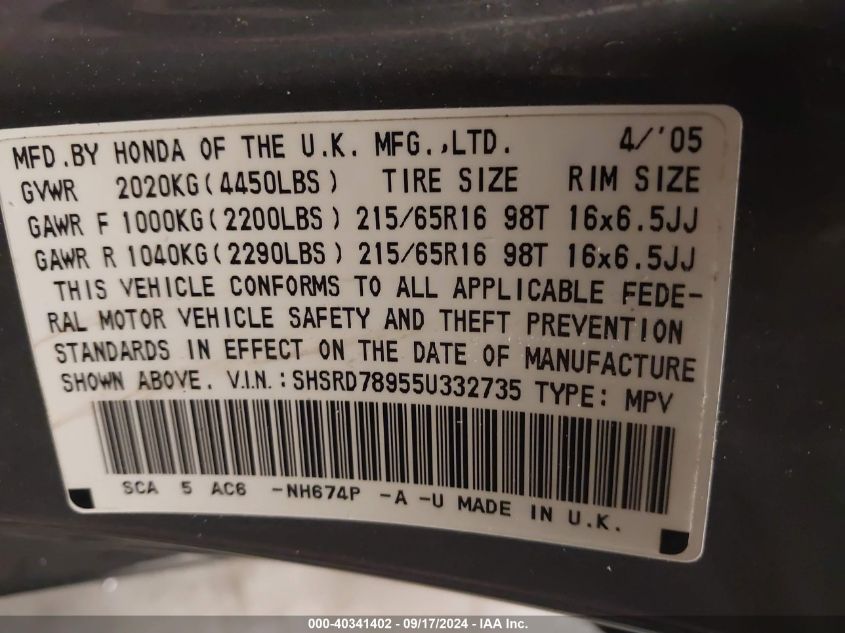 MFD.BY HONDA OF THE U.K. MFG.,LTD. 4/'05
GVWR 2020KG(4450LBS) TIRE SIZE RIM SIZE
GAWR F 1000KG(2200LBS) 215/65R16 98T 16x6.5JJ
GAWR R 1040KG(2290LBS) 215/65R16 98T 16x6.5JJ
THIS VEHICLE CONFORMS TO ALL APPLICABLE FEDE-
RAL MOTOR VEHICLE SAFETY AND THEFT PREVENTION
STANDARDS IN EFFECT ON THE DATE OF MANUFACTURE
SHOWN ABOVE. V.I.N.:SHSRD78955U332735 TYPE: MPV
SCA 5 AC6 -NH674P -A -U MADE IN U.K.
000-40341402 - 09/17/2024 - IAA Inc.